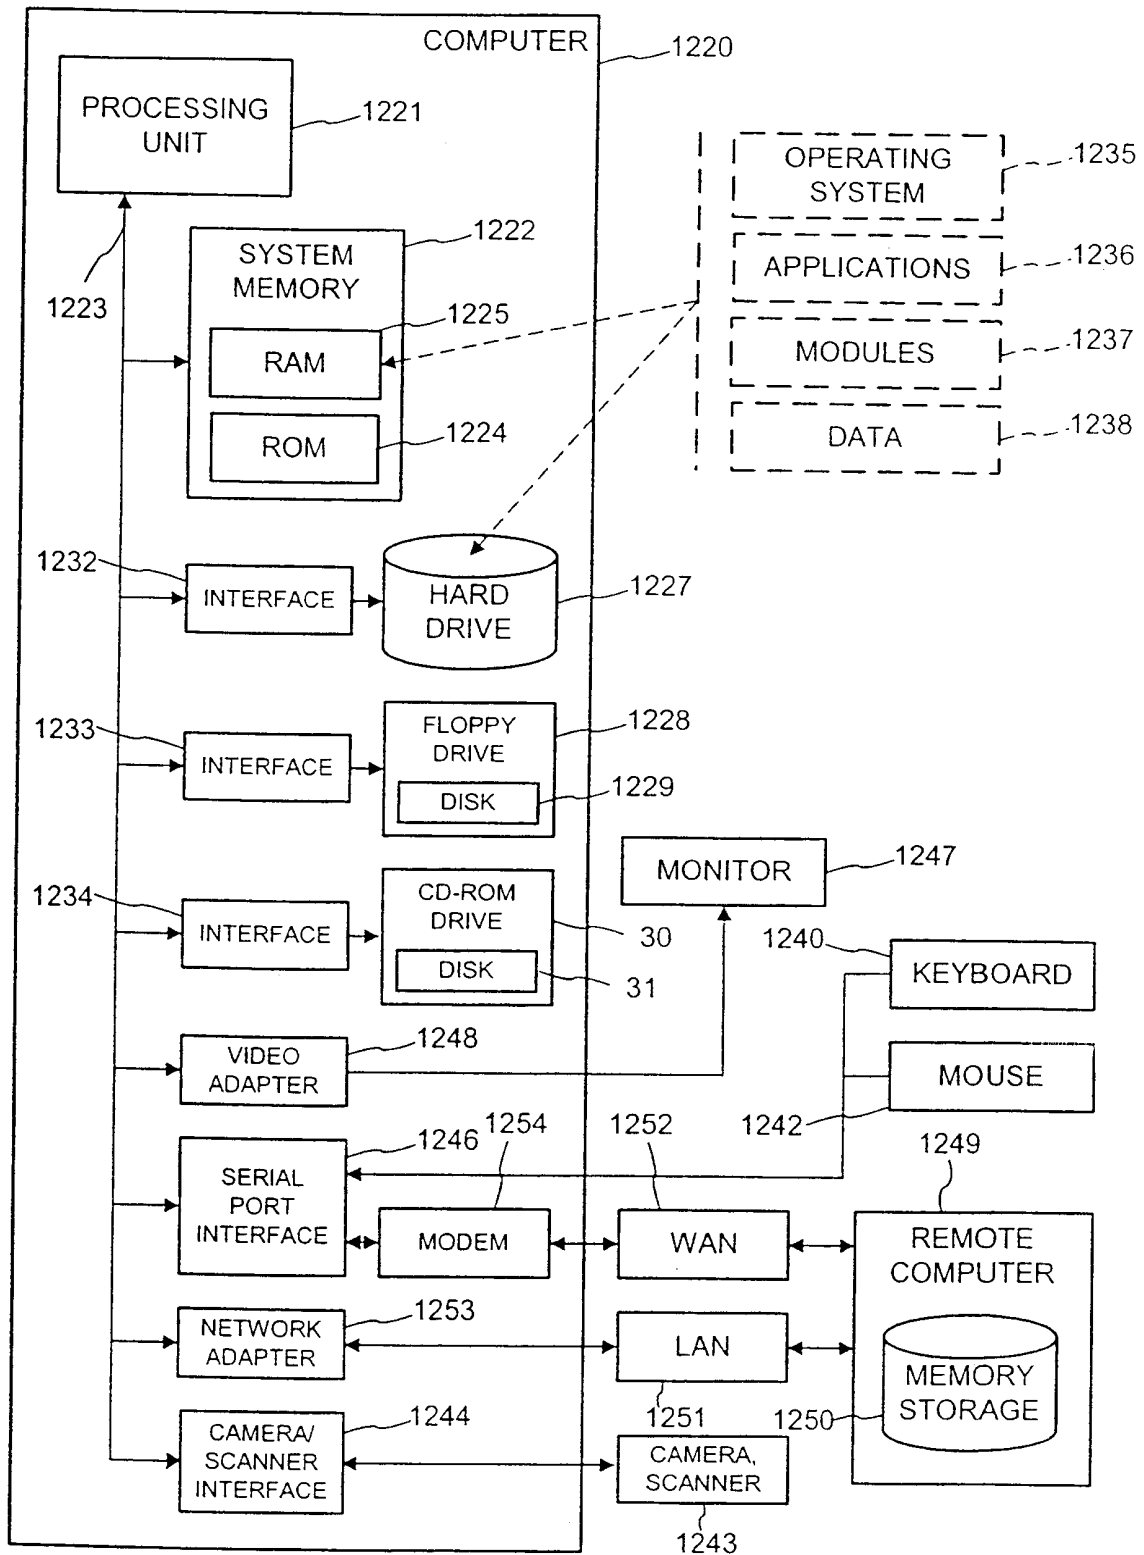 COMPUTER
1220
PROCESSING
UNIT
1221
1223
SYSTEM
MEMORY
1222
RAM
1225
ROM
1224
OPERATING
SYSTEM
1235
APPLICATIONS
1236
MODULES
1237
DATA
1238
1232
INTERFACE
HARD
DRIVE
1227
1233
INTERFACE
FLOPPY
DRIVE
1228
DISK
1229
1234
INTERFACE
CD-ROM
DRIVE
30
DISK
31
MONITOR
1247
1240
KEYBOARD
MOUSE
1242
VIDEO
ADAPTER
1248
SERIAL
PORT
INTERFACE
1246
MODEM
1254
WAN
1252
1249
REMOTE
COMPUTER
MEMORY
STORAGE
1250
NETWORK
ADAPTER
1253
LAN
1251
CAMERA/
SCANNER
INTERFACE
1244
CAMERA,
SCANNER
1243